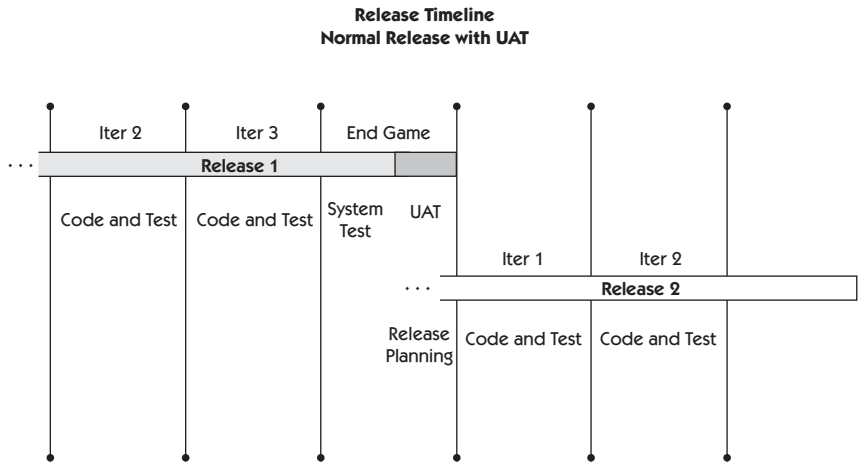 Release Timeline
Normal Release with UAT
Iter 2
Iter 3
End Game
. . .
Release 1
Code and Test
Code and Test
System
Test
UAT
Iter 1
Iter 2
. . .
Release 2
Release
Planning
Code and Test
Code and Test